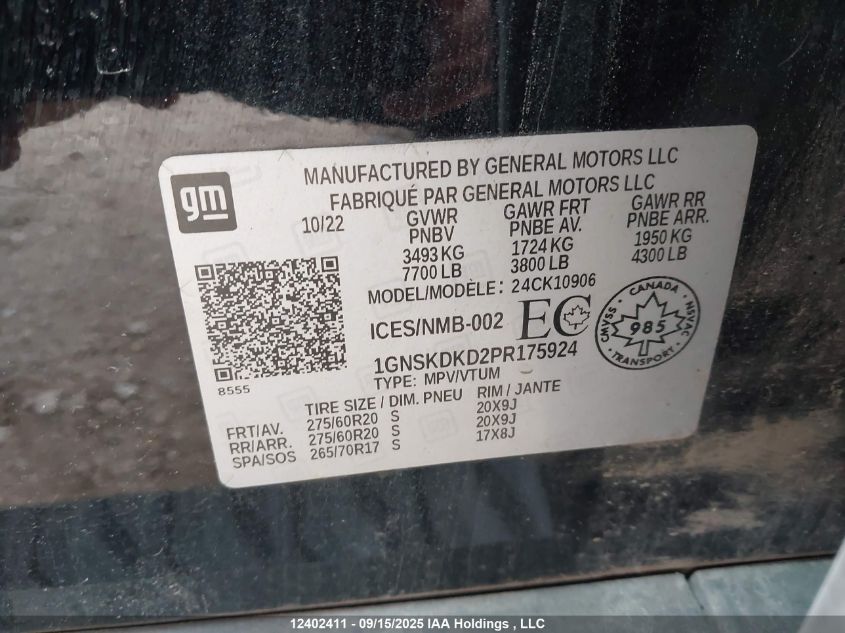 gm
MANUFACTURED BY GENERAL MOTORS LLC
FABRIQUÉ PAR GENERAL MOTORS LLC
10/22 GVWR GAWR FRT GAWR RR
PNBV PNBE AV. PNBE ARR.
3493 KG 1724 KG 1950 KG
7700 LB 3800 LB 4300 LB
MODEL/MODÈLE: 24CK10906
ICES/NMB-002 EC
CANADA
CMVSS 985 NSVAC
1GNSKDKD2PR175924
TYPE: MPV/VTUM
8555
TIRE SIZE / DIM. PNEU RIM / JANTE
FRT/AV. 275/60R20 S 20X9J
RR/ARR. 275/60R20 S 20X9J
SPA/SOS 265/70R17 S 17X8J
12402411 - 09/15/2025 IAA Holdings , LLC